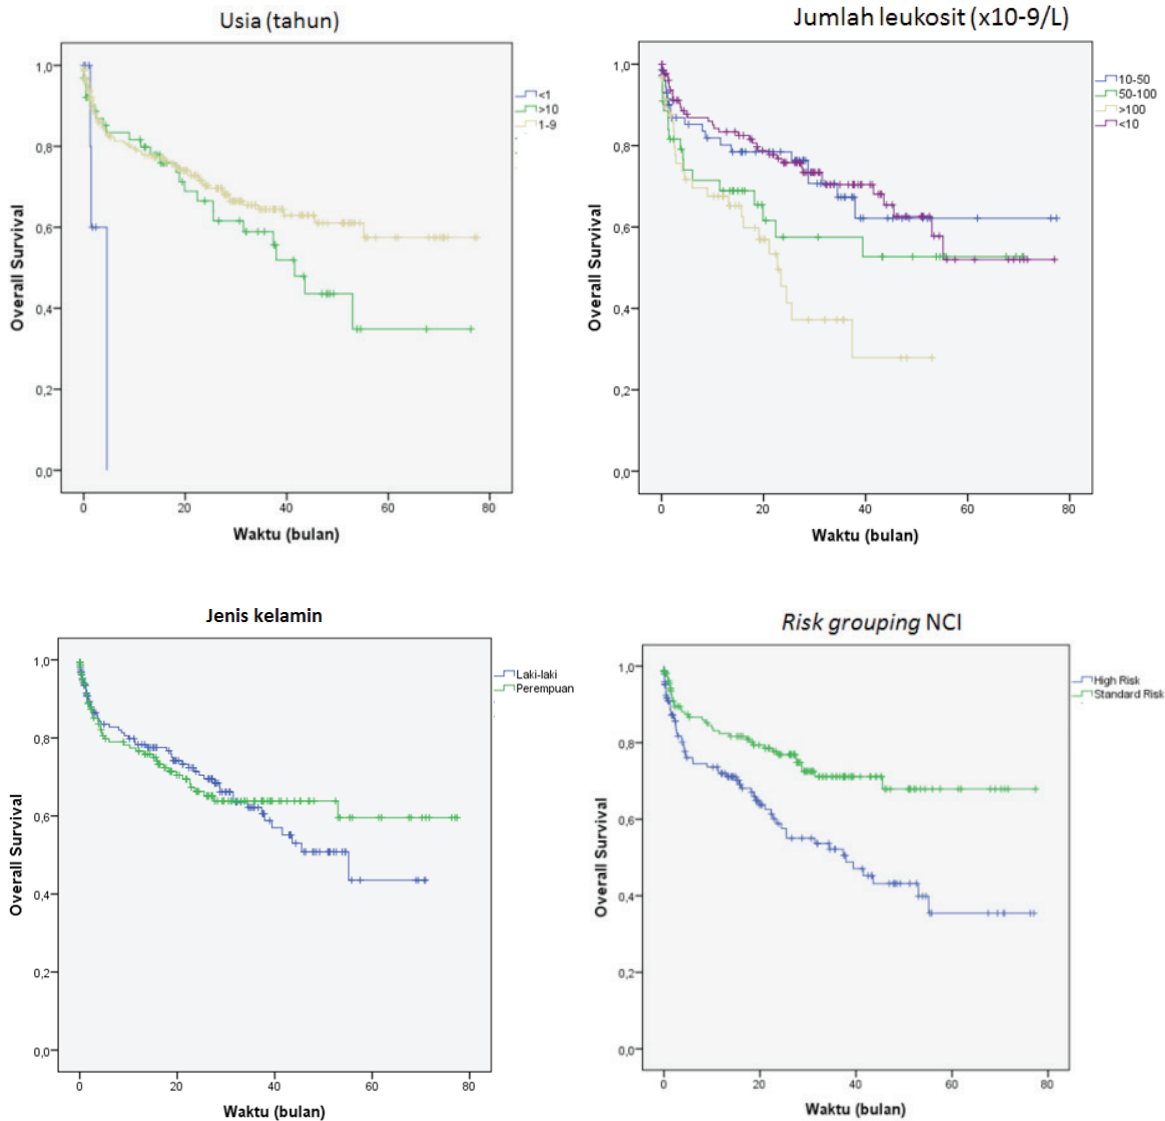 Usia (tahun)
1,0
0,8
0,6
0,4
0,2
0,0
Overall Survival
0 20 40 60 80
Waktu (bulan)
<1
>10
1-9
Jumlah leukosit (x10-9/L)
1,0
0,8
0,6
0,4
0,2
0,0
Overall Survival
0 20 40 60 80
Waktu (bulan)
10-50
50-100
>100
<10
Jenis kelamin
1,0
0,8
0,6
0,4
0,2
0,0
Overall Survival
0 20 40 60 80
Waktu (bulan)
Laki-laki
Perempuan
Risk grouping NCI
1,0
0,8
0,6
0,4
0,2
0,0
Overall Survival
0 20 40 60 80
Waktu (bulan)
High Risk
Standard Risk